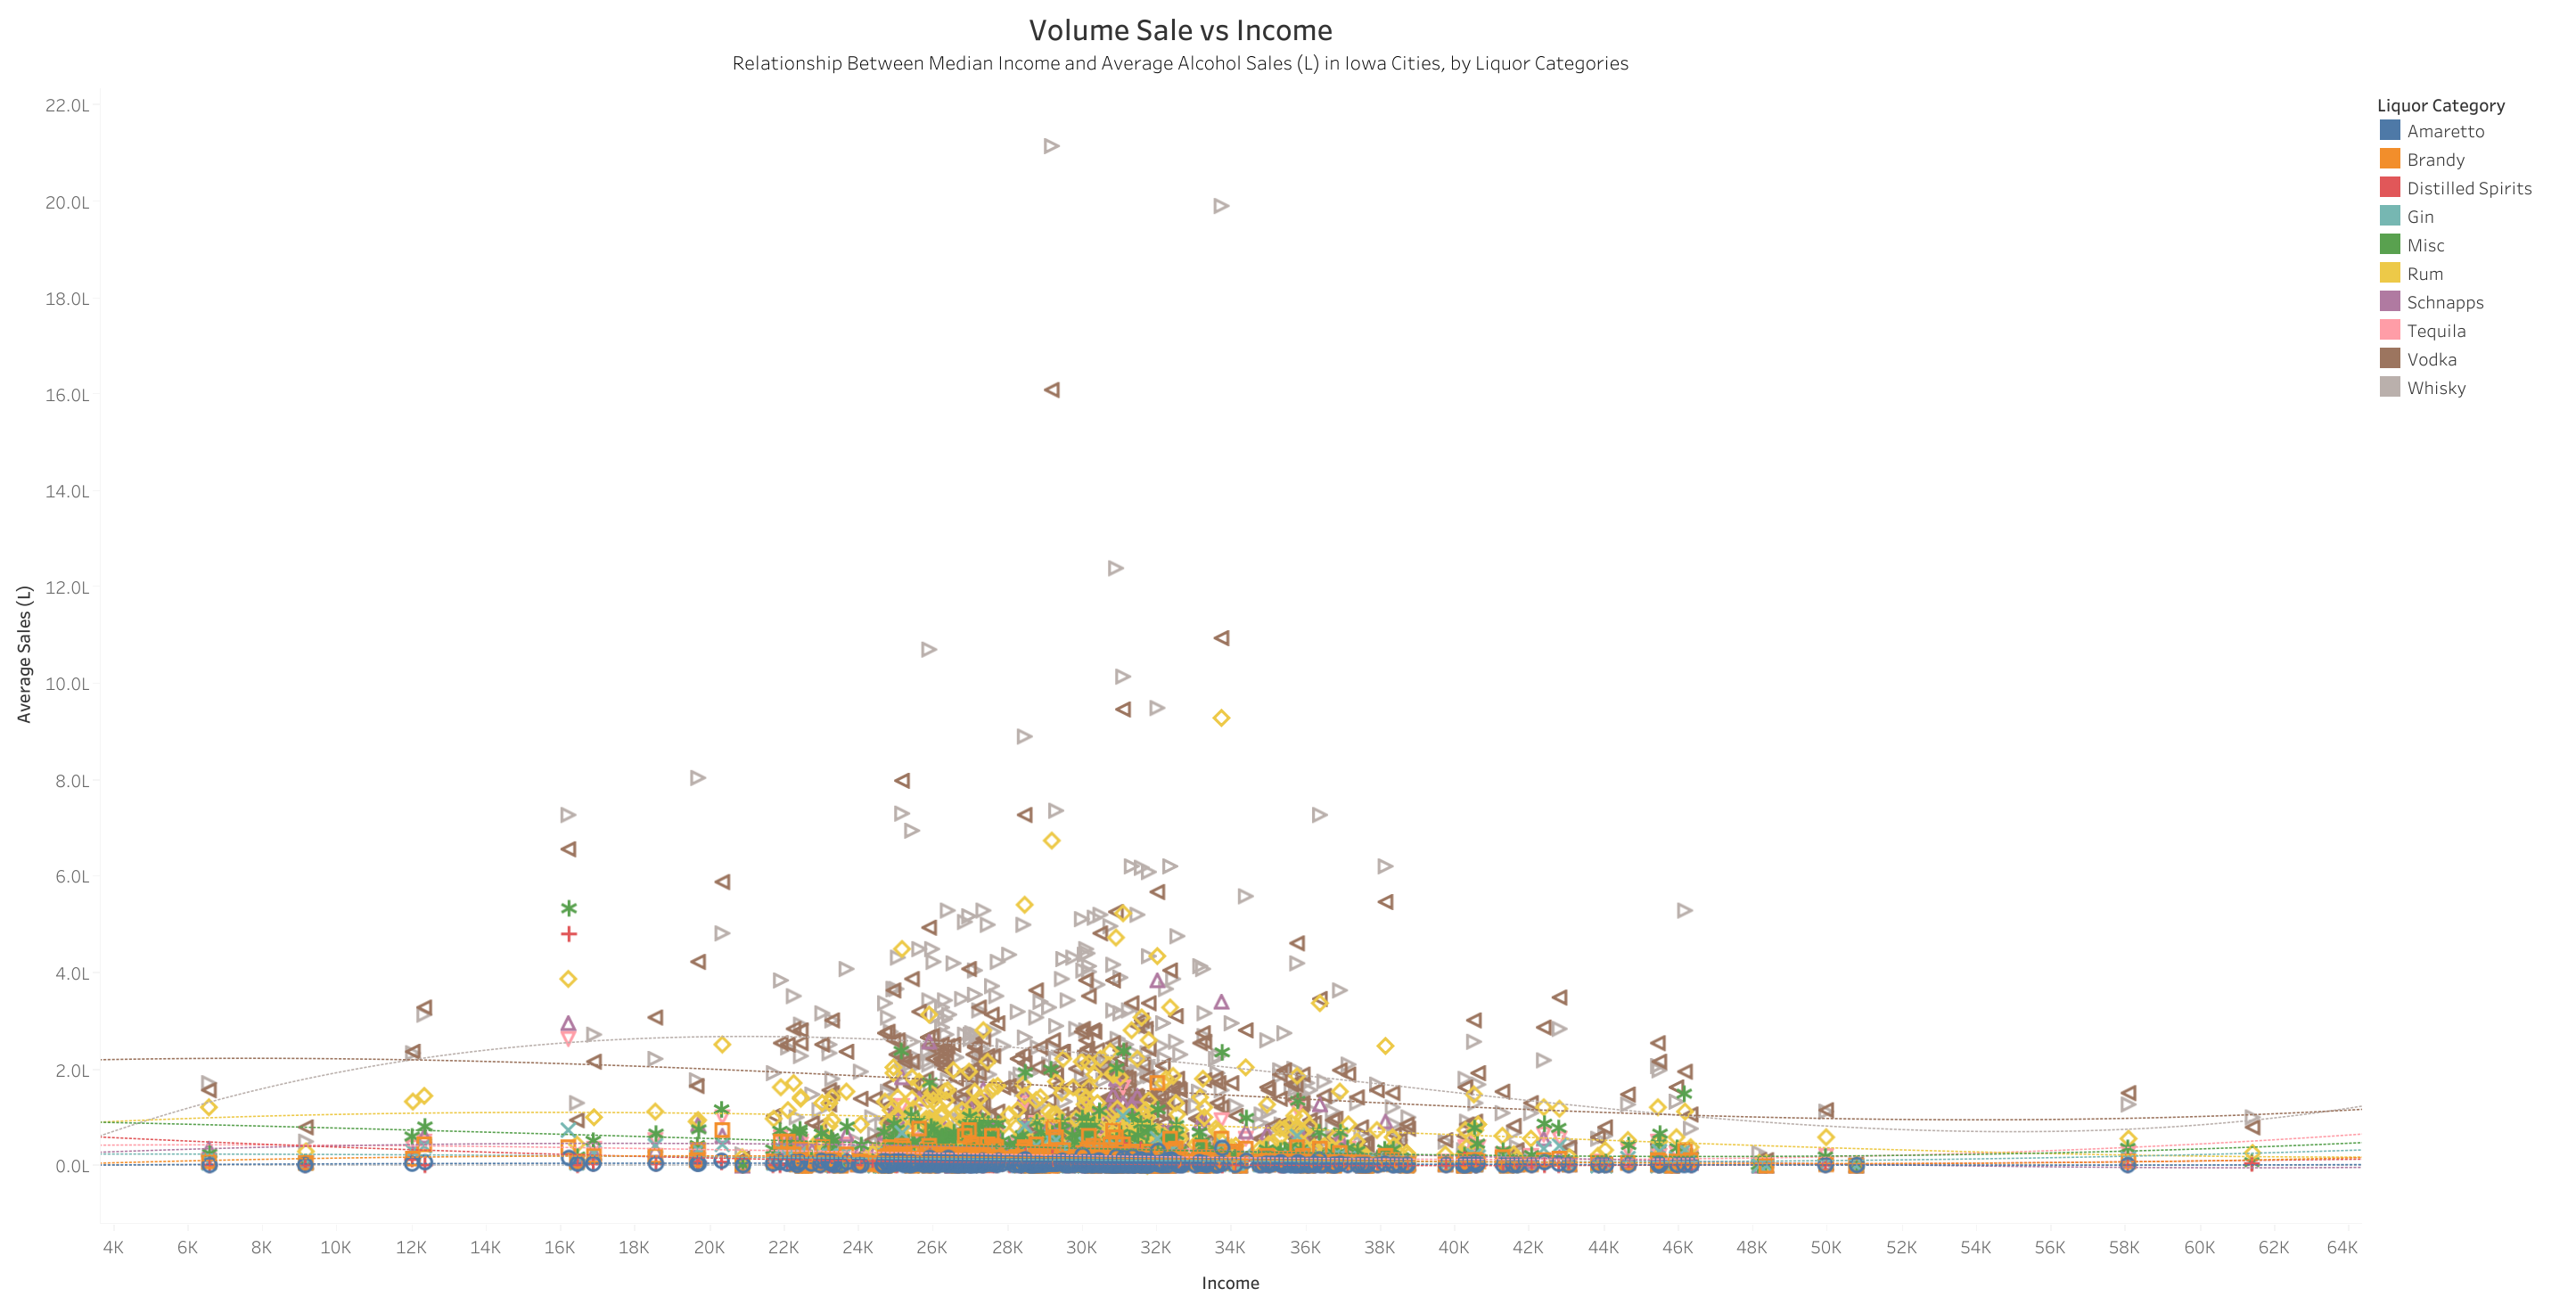 Volume Sale vs Income
Relationship Between Median Income and Average Alcohol Sales (L) in Iowa Cities, by Liquor Categories
22.0L
20.0L
18.0L
16.0L
14.0L
12.0L
10.0L
8.0L
6.0L
4.0L
2.0L
0.0L
Average Sales (L)
4K 6K 8K 10K 12K 14K 16K 18K 20K 22K 24K 26K 28K 30K 32K 34K 36K 38K 40K 42K 44K 46K 48K 50K 52K 54K 56K 58K 60K 62K 64K
Income
Liquor Category
Amaretto
Brandy
Distilled Spirits
Gin
Misc
Rum
Schnapps
Tequila
Vodka
Whisky